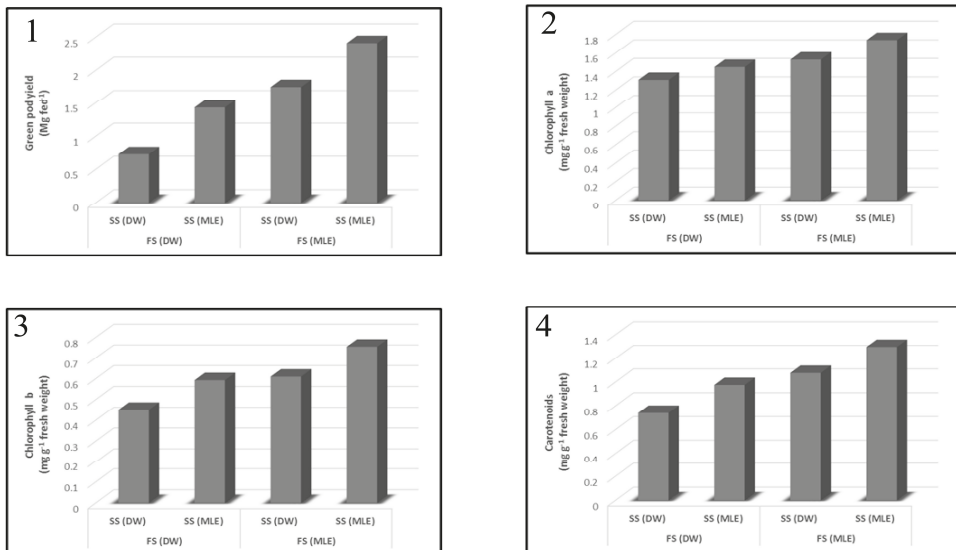 1
Green podyield
(Mg fed⁻¹)
2.5
2
1.5
1
0.5
0
SS (DW) SS (MLE) SS (DW) SS (MLE)
FS (DW) FS (MLE)
2
Chlorophyll a
(mg g⁻¹ fresh weight)
1.8
1.6
1.4
1.2
1
0.8
0.6
0.4
0.2
0
SS (DW) SS (MLE) SS (DW) SS (MLE)
FS (DW) FS (MLE)
3
Chlorophyll b
(mg g⁻¹ fresh weight)
0.8
0.7
0.6
0.5
0.4
0.3
0.2
0.1
0
SS (DW) SS (MLE) SS (DW) SS (MLE)
FS (DW) FS (MLE)
4
Carotenoids
(mg g⁻¹ fresh weight)
1.4
1.2
1
0.8
0.6
0.4
0.2
0
SS (DW) SS (MLE) SS (DW) SS (MLE)
FS (DW) FS (MLE)